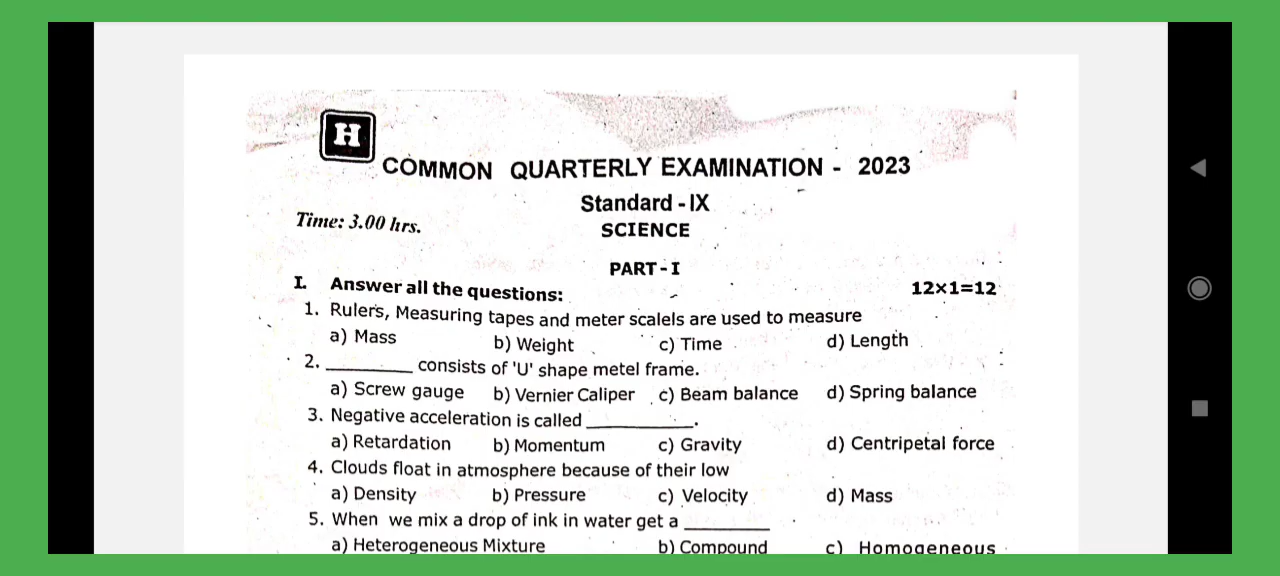 H
COMMON QUARTERLY EXAMINATION - 2023
Standard - IX
Time: 3.00 hrs.
SCIENCE
PART - I
I. Answer all the questions: 12×1=12
1. Rulers, Measuring tapes and meter scalels are used to measure
a) Mass b) Weight c) Time d) Length
2. ________ consists of 'U' shape metel frame.
a) Screw gauge b) Vernier Caliper c) Beam balance d) Spring balance
3. Negative acceleration is called __________.
a) Retardation b) Momentum c) Gravity d) Centripetal force
4. Clouds float in atmosphere because of their low
a) Density b) Pressure c) Velocity d) Mass
5. When we mix a drop of ink in water get a ________
a) Heterogeneous Mixture b) Compound c) Homogeneous